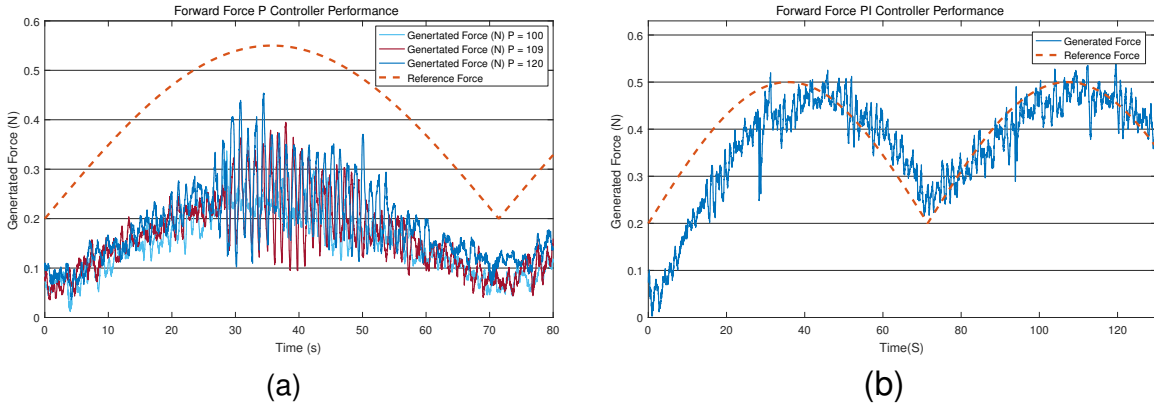 Forward Force P Controller Performance
Genertated Force (N)
0.6
0.5
0.4
0.3
0.2
0.1
0
Genertated Force (N) P = 100
Genertated Force (N) P = 109
Genertated Force (N) P = 120
Reference Force
0 10 20 30 40 50 60 70 80
Time (s)
(a)
Forward Force PI Controller Performance
Generated Force (N)
0.6
0.5
0.4
0.3
0.2
0.1
0
Generated Force
Reference Force
0 20 40 60 80 100 120
Time(S)
(b)